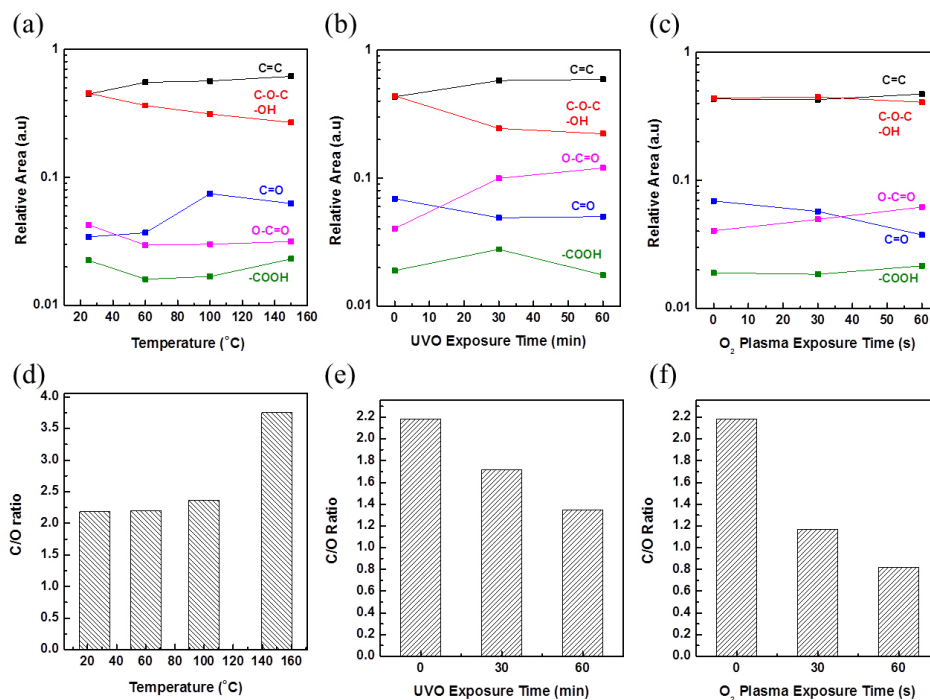 (a)
1
0.1
0.01
Relative Area (a.u)
C=C
C-O-C
-OH
C=O
O-C=O
-COOH
0 20 40 60 80 100 120 140 160
Temperature (°C)
(b)
1
0.1
0.01
Relative Area (a.u)
C=C
C-O-C
-OH
O-C=O
C=O
-COOH
0 10 20 30 40 50 60
UVO Exposure Time (min)
(c)
1
0.1
0.01
Relative Area (a.u)
C=C
C-O-C
-OH
O-C=O
C=O
-COOH
0 10 20 30 40 50 60
O₂ Plasma Exposure Time (s)
(d)
4.0
3.5
3.0
2.5
2.0
1.5
1.0
0.5
0.0
C/O ratio
20 40 60 80 100 120 140 160
Temperature (°C)
(e)
2.2
2.0
1.8
1.6
1.4
1.2
1.0
0.8
0.6
0.4
0.2
0.0
C/O Ratio
0 30 60
UVO Exposure Time (min)
(f)
2.2
2.0
1.8
1.6
1.4
1.2
1.0
0.8
0.6
0.4
0.2
0.0
C/O Ratio
0 30 60
O₂ Plasma Exposure Time (s)